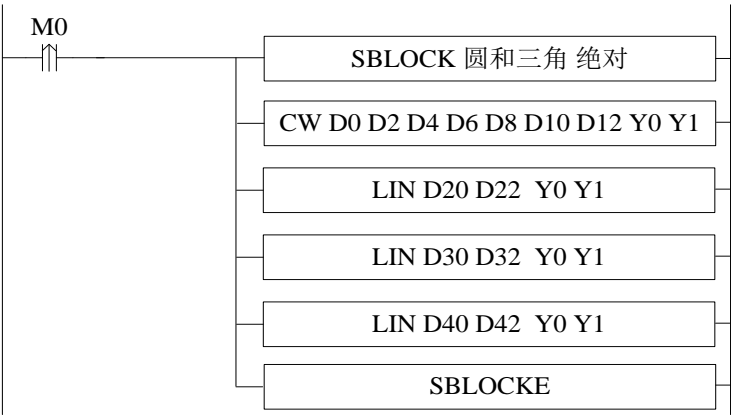 M0
SBLOCK 圆和三角 绝对
CW D0 D2 D4 D6 D8 D10 D12 Y0 Y1
LIN D20 D22 Y0 Y1
LIN D30 D32 Y0 Y1
LIN D40 D42 Y0 Y1
SBLOCKE